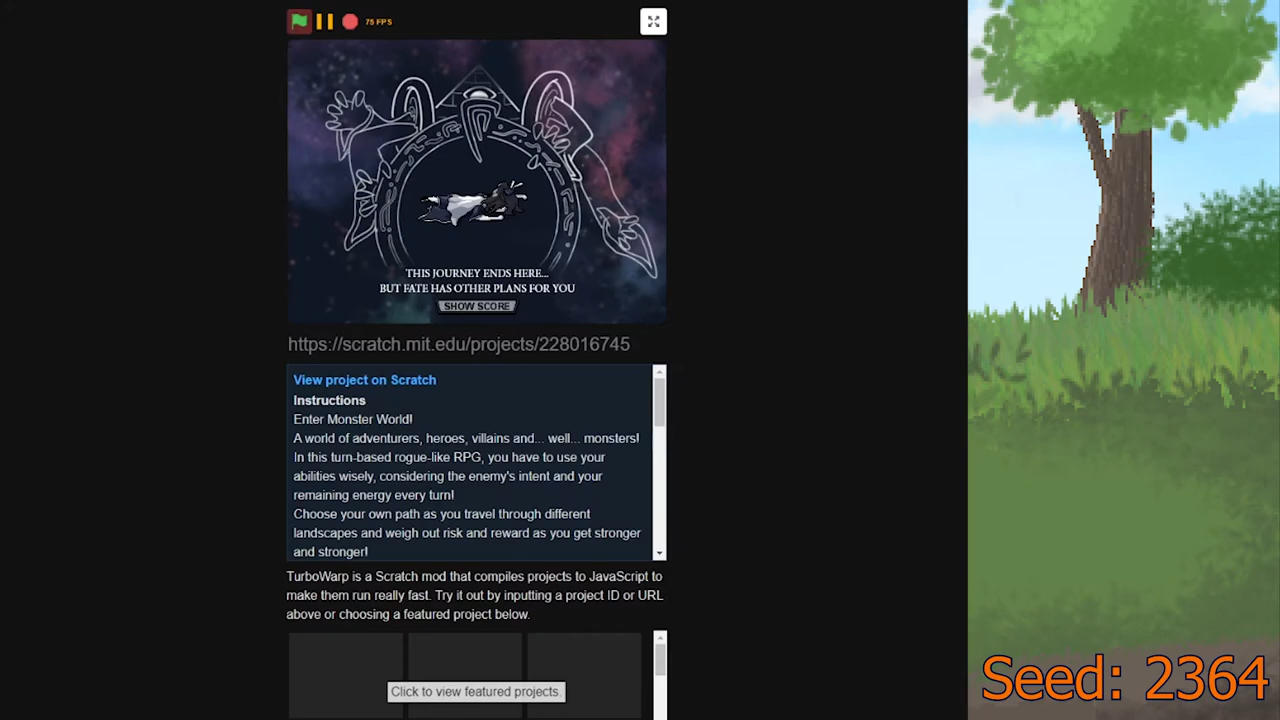 75 FPS
THIS JOURNEY ENDS HERE...
BUT FATE HAS OTHER PLANS FOR YOU
SHOW SCORE
https://scratch.mit.edu/projects/228016745
View project on Scratch
Instructions
Enter Monster World!
A world of adventurers, heroes, villains and... well... monsters!
In this turn-based rogue-like RPG, you have to use your
abilities wisely, considering the enemy's intent and your
remaining energy every turn!
Choose your own path as you travel through different
landscapes and weigh out risk and reward as you get stronger
and stronger!
TurboWarp is a Scratch mod that compiles projects to JavaScript to
make them run really fast. Try it out by inputting a project ID or URL
above or choosing a featured project below.
Click to view featured projects.
Seed: 2364